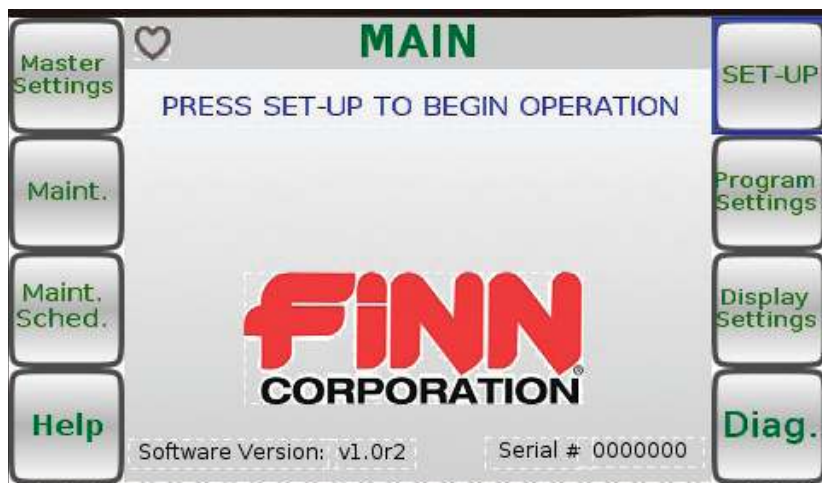 MAIN
PRESS SET-UP TO BEGIN OPERATION
Master
Settings
Maint.
Maint.
Sched.
Help
SET-UP
Program
Settings
Display
Settings
Diag.
FINN
CORPORATION®
Software Version: v1.0r2
Serial # 0000000